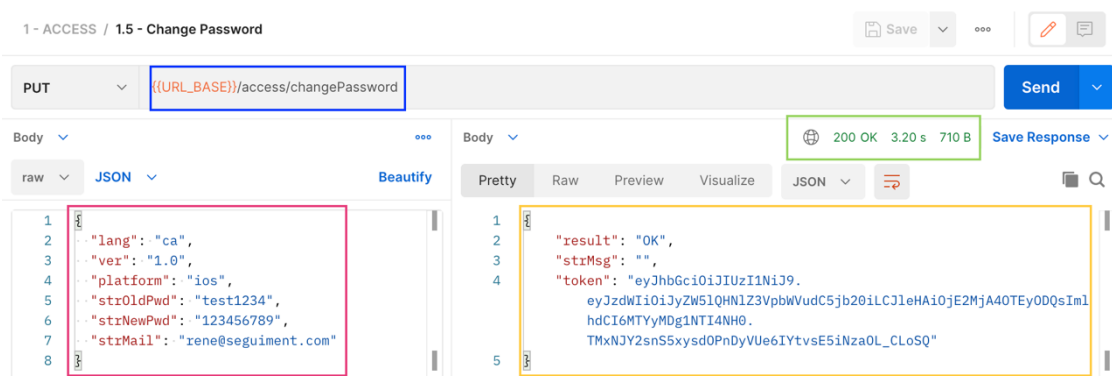 1 - ACCESS / 1.5 - Change Password
Save
PUT
{{URL_BASE}}/access/changePassword
Send
Body
Body
200 OK 3.20 s 710 B
Save Response
raw
JSON
Beautify
Pretty
Raw
Preview
Visualize
JSON
1 {
2 "lang": "ca",
3 "ver": "1.0",
4 "platform": "ios",
5 "strOldPwd": "test1234",
6 "strNewPwd": "123456789",
7 "strMail": "rene@seguiment.com"
8 }
1 {
2 "result": "OK",
3 "strMsg": "",
4 "token": "eyJhbGciOiJIUzI1NiJ9.
eyJzdWIiOiJyZW5lQHNlZ3VpbWVudC5jb20iLCJleHAiOjE2MjA4OTEyODQsIml
hdCI6MTYyMDg1NTI4NH0.
TMxNJY2snS5xysdOPnDyVUe6IYtvsE5iNzaOL_CLoSQ"
5 }